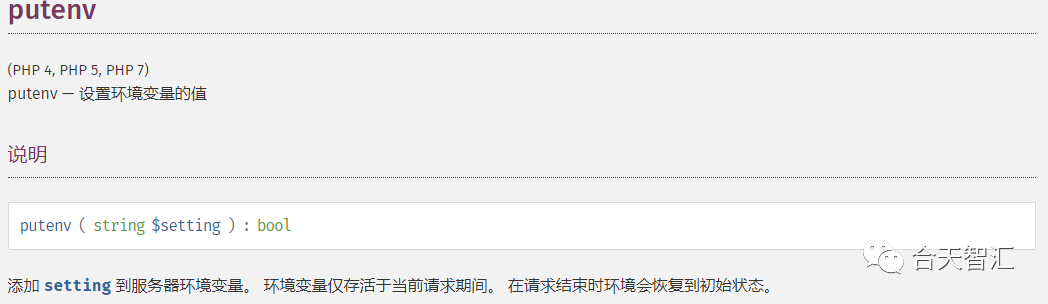 putenv
(PHP 4, PHP 5, PHP 7)
putenv — 设置环境变量的值
说明
putenv ( string $setting ) : bool
合天智汇
添加 setting 到服务器环境变量。 环境变量仅存活于当前请求期间。 在请求结束时环境会恢复到初始状态。